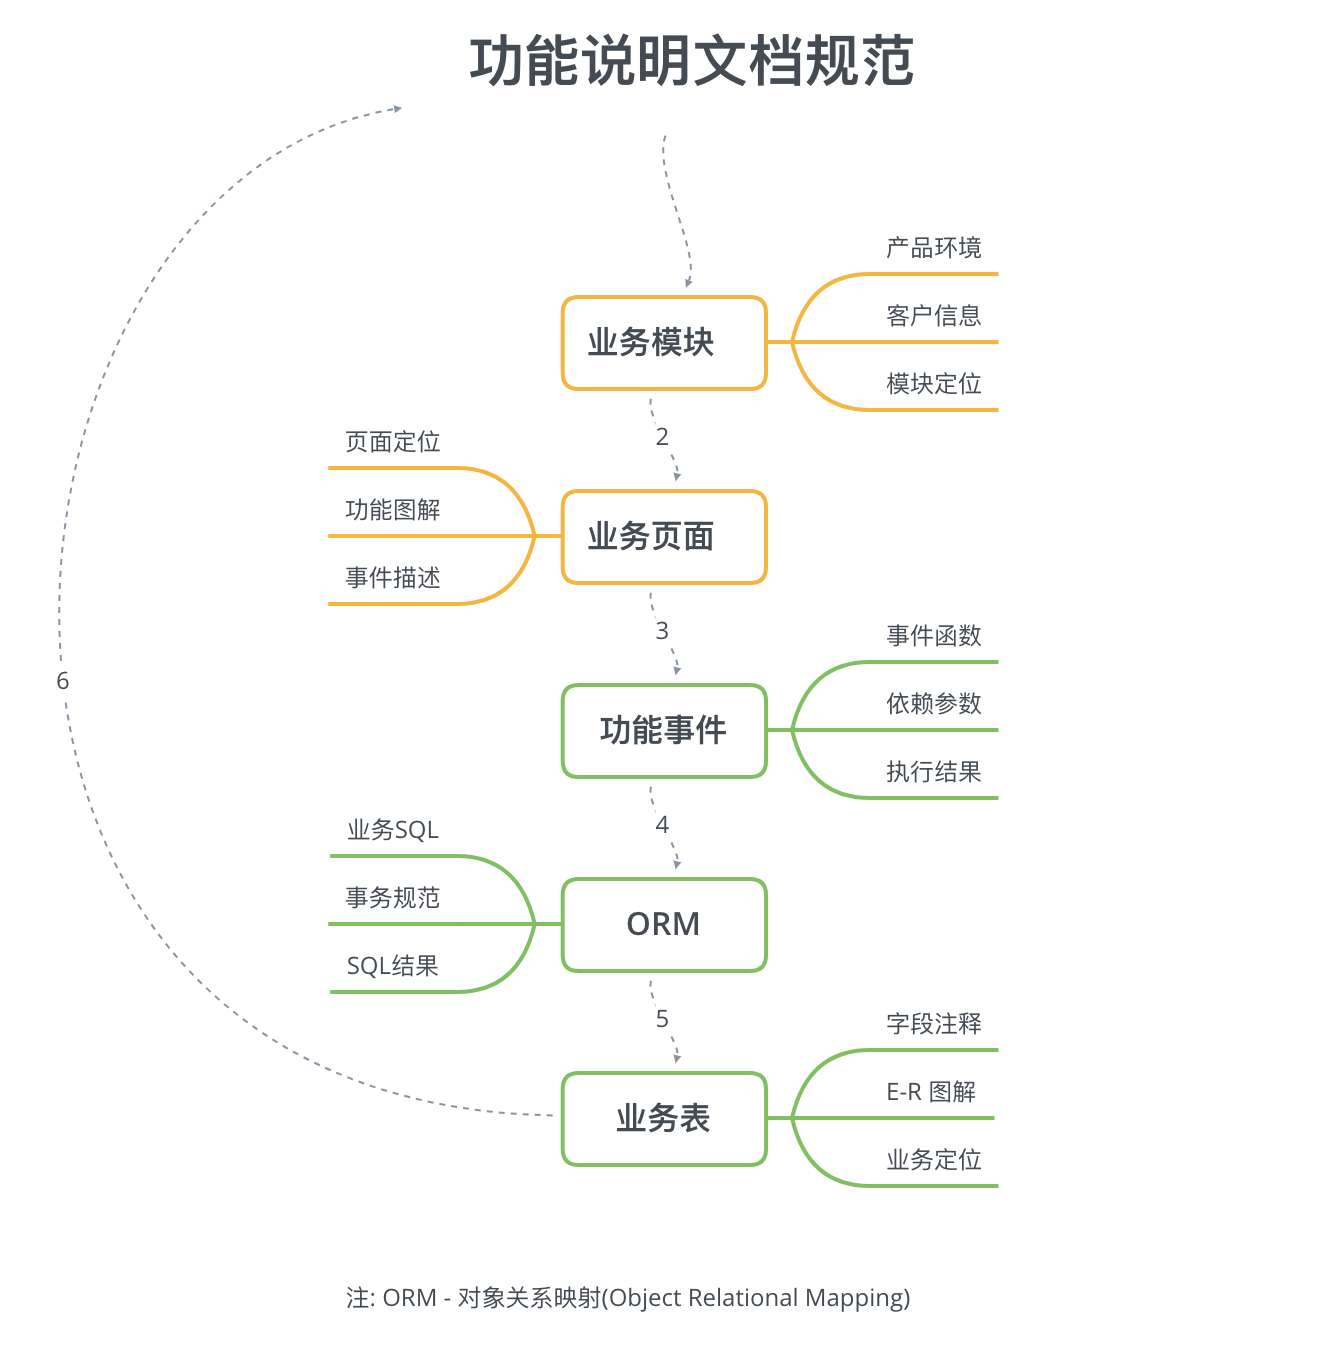 功能说明文档规范
产品环境
客户信息
业务模块
模块定位
2
页面定位
功能图解
业务页面
事件描述
3
事件函数
依赖参数
功能事件
执行结果
6
4
业务SQL
事务规范
ORM
SQL结果
5
字段注释
E-R 图解
业务表
业务定位
注: ORM - 对象关系映射(Object Relational Mapping)